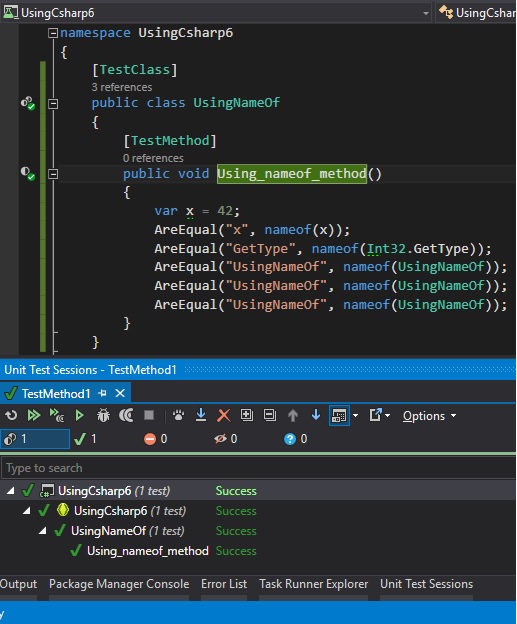 UsingCsharp6
UsingCshar
namespace UsingCsharp6
{
[TestClass]
3 references
public class UsingNameOf
{
[TestMethod]
0 references
public void Using_nameof_method()
{
var x = 42;
AreEqual("x", nameof(x));
AreEqual("GetType", nameof(Int32.GetType));
AreEqual("UsingNameOf", nameof(UsingNameOf));
AreEqual("UsingNameOf", nameof(UsingNameOf));
AreEqual("UsingNameOf", nameof(UsingNameOf));
}
}
Unit Test Sessions - TestMethod1
TestMethod1
Options
1 1 0 0 0
Type to search
UsingCsharp6 (1 test) Success
UsingCsharp6 (1 test) Success
UsingNameOf (1 test) Success
Using_nameof_method Success
Output Package Manager Console Error List Task Runner Explorer Unit Test Sessions
y